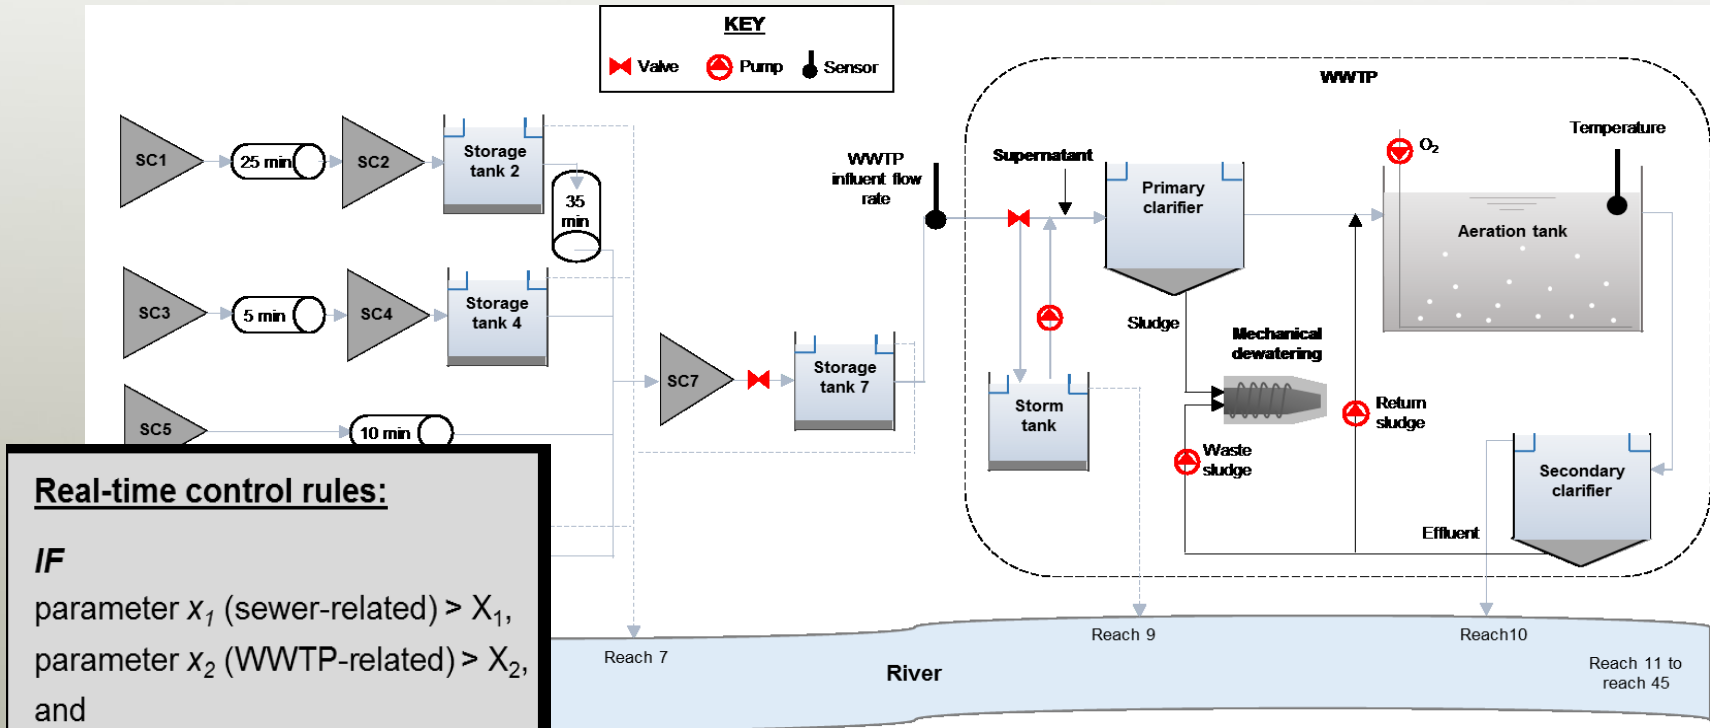 KEY
Valve
Pump
Sensor
WWTP
SC1
25 min
SC2
Storage
tank 2
35
min
SC3
5 min
SC4
Storage
tank 4
SC5
10 min
SC7
Storage
tank 7
WWTP
influent flow
rate
Supernatant
Primary
clarifier
O2
Temperature
Aeration tank
Sludge
Mechanical
dewatering
Storm
tank
Waste
sludge
Return
sludge
Secondary
clarifier
Effluent
Reach 7
Reach 9
Reach10
Reach 11 to
reach 45
River
Real-time control rules:
IF
parameter x1 (sewer-related) > X1,
parameter x2 (WWTP-related) > X2,
and